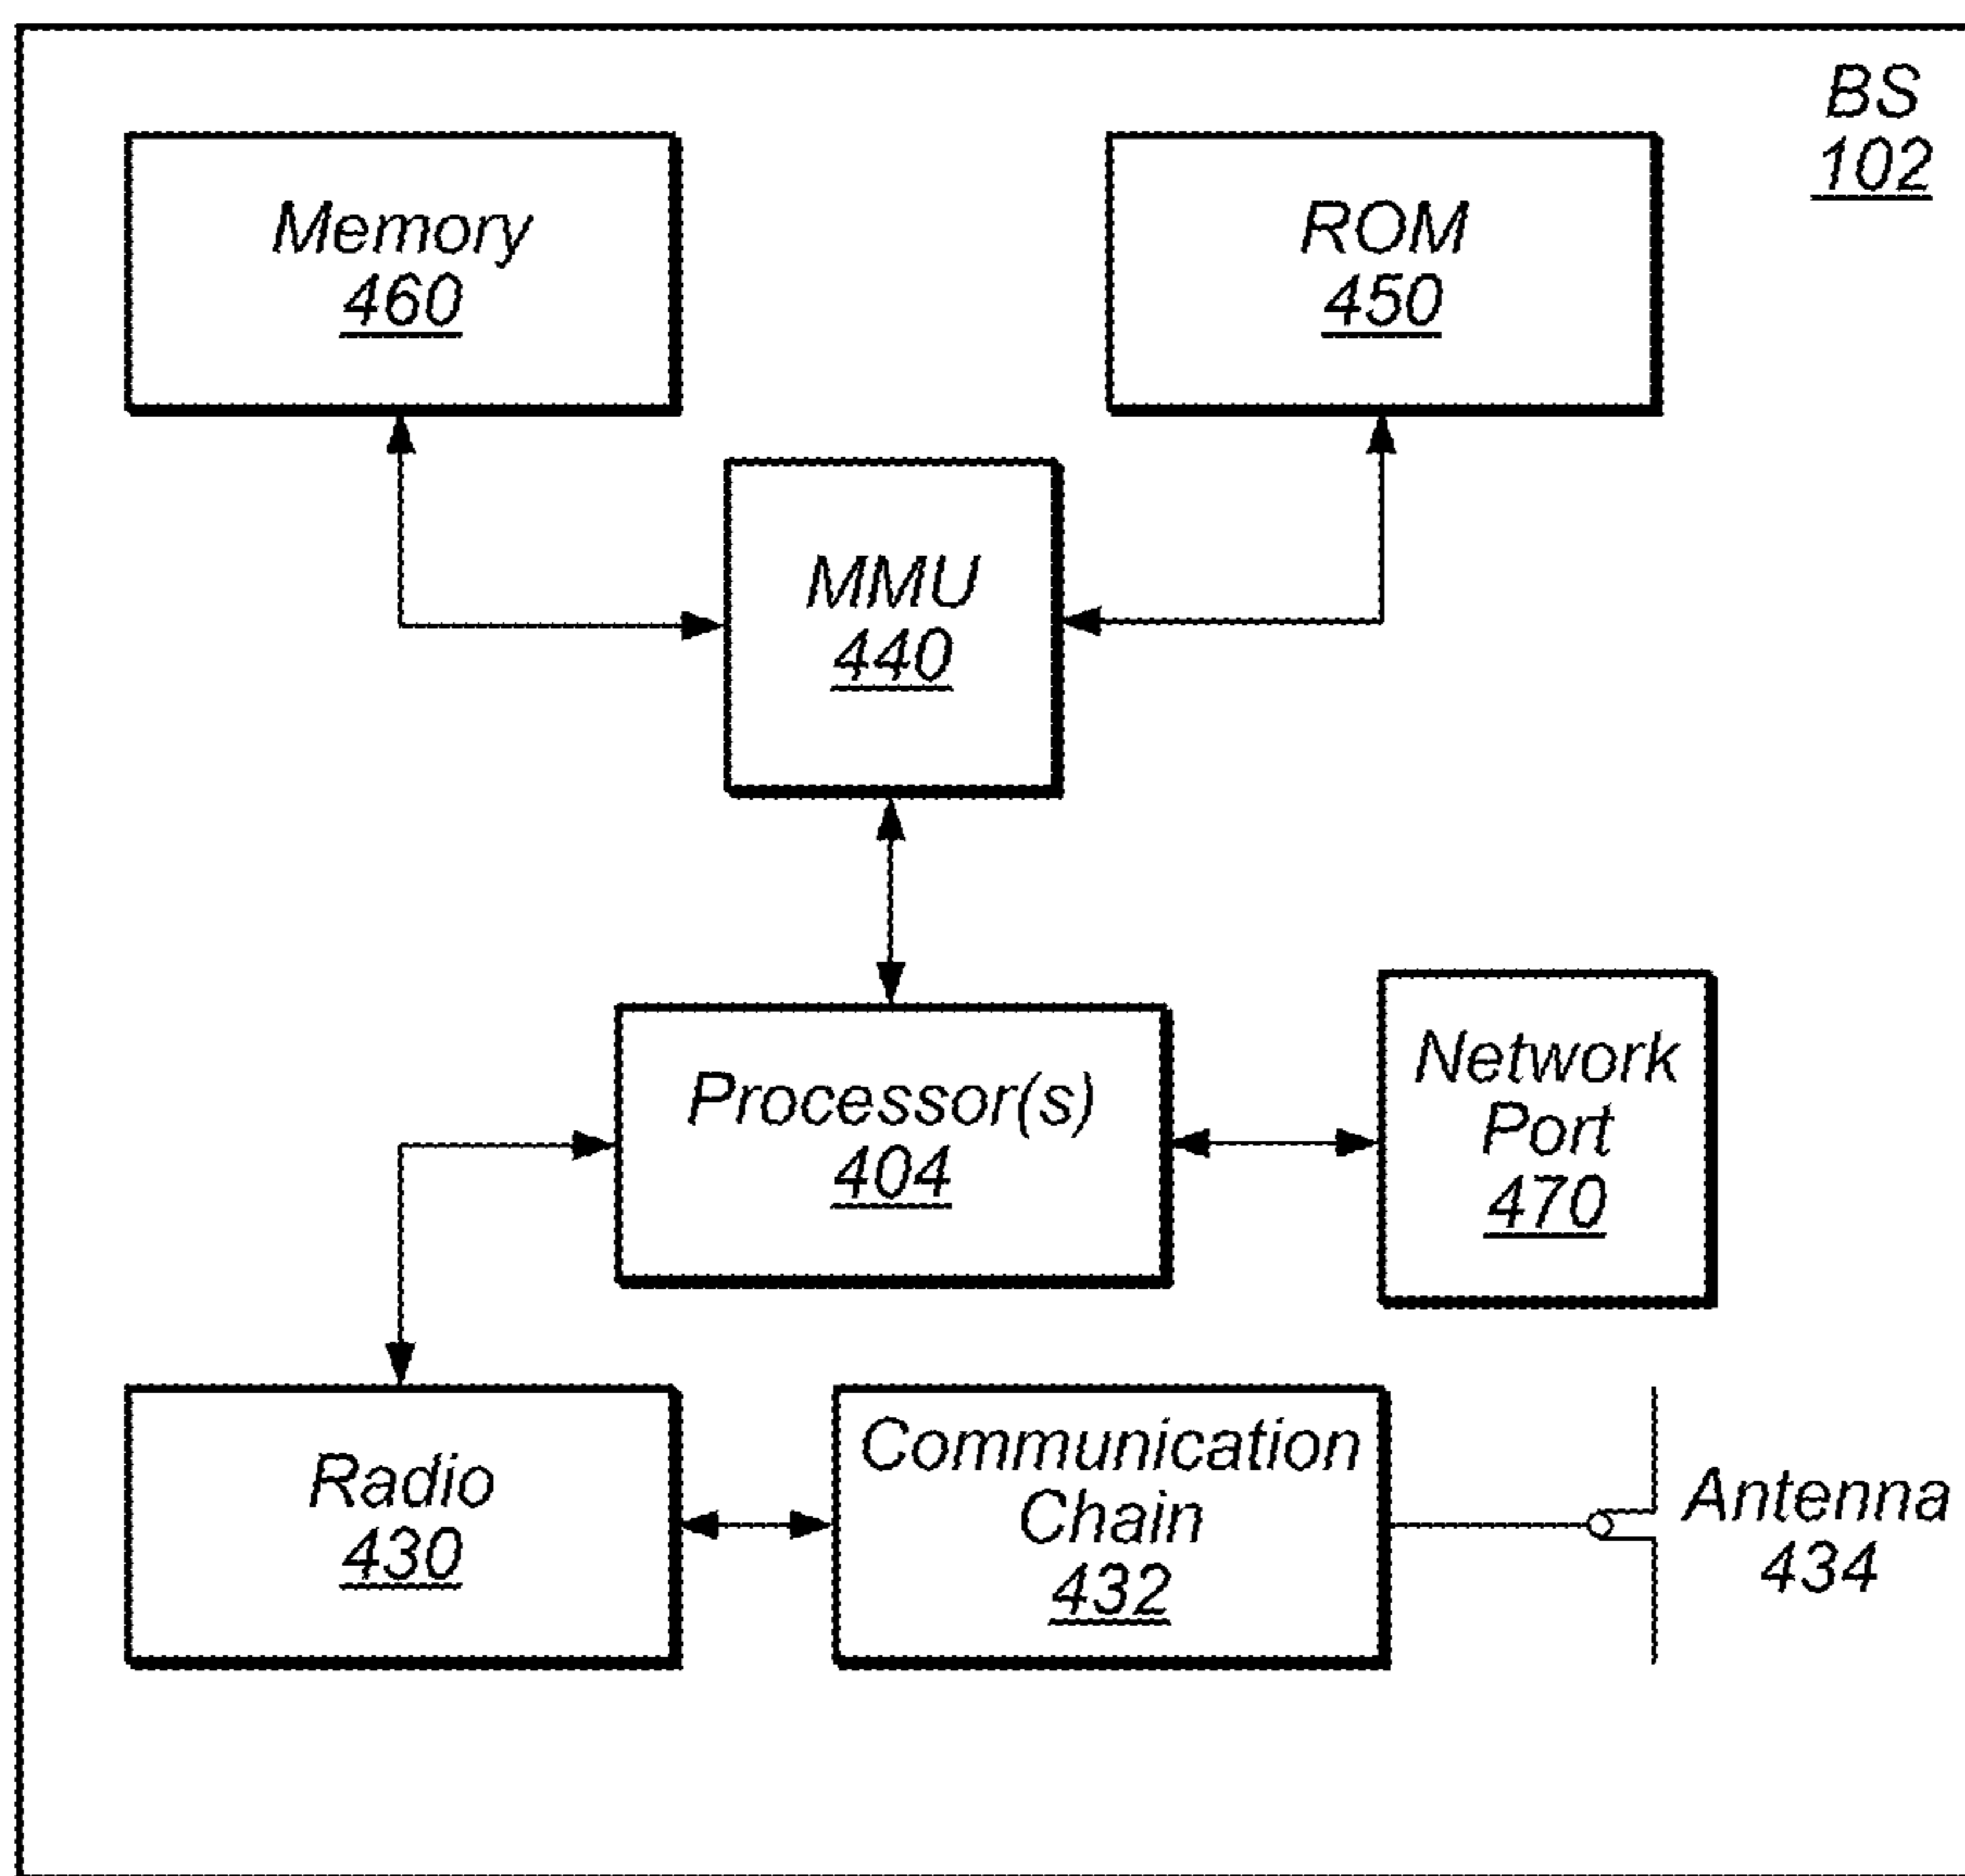 BS
102
Memory
460
ROM
450
MMU
440
Processor(s)
404
Network
Port
470
Radio
430
Communication
Chain
432
Antenna
434